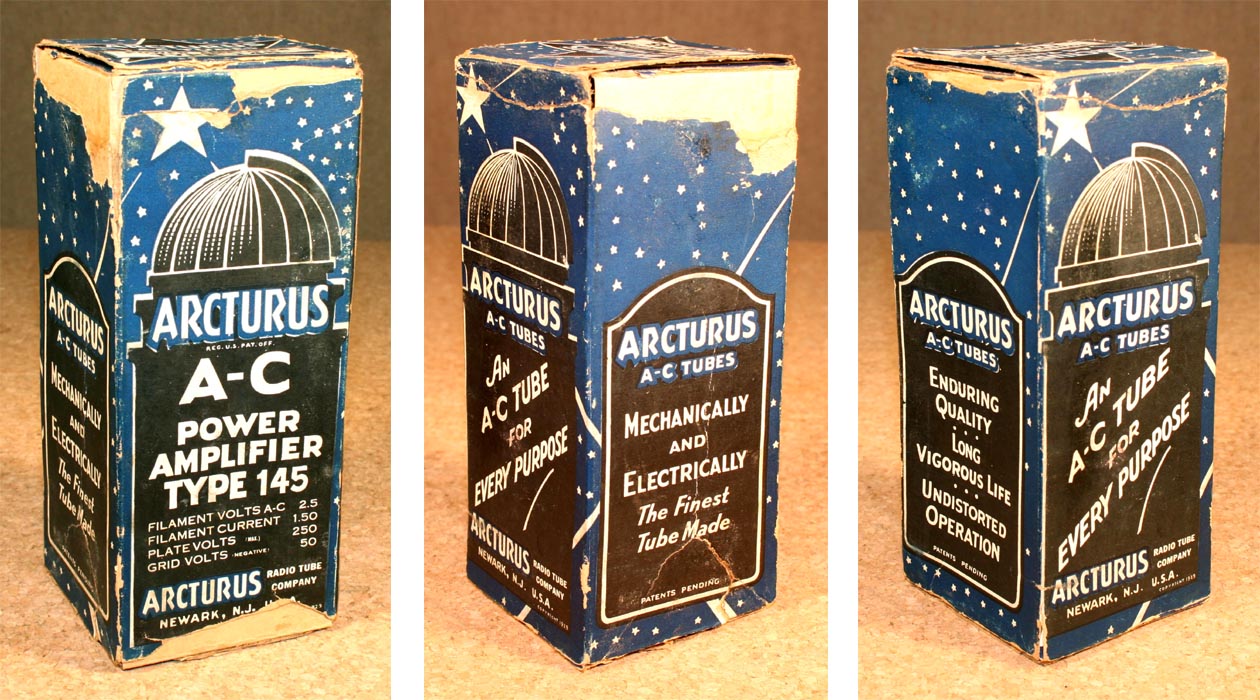 ARCTURUS
A-C TUBES
MECHANICALLY
AND
ELECTRICALLY
The Finest
Tube Made
PATENTS PENDING
ARCTURUS
REG. U.S. PAT. OFF.
A-C
POWER
AMPLIFIER
TYPE 145
FILAMENT VOLTS A-C 2.5
FILAMENT CURRENT 1.50
PLATE VOLTS (MAX.) 250
GRID VOLTS (NEGATIVE) 50
ARCTURUS RADIO TUBE COMPANY
NEWARK, N.J.
ARCTURUS
A-C TUBES
AN
A-C TUBE
FOR
EVERY PURPOSE
ARCTURUS RADIO TUBE COMPANY
NEWARK, N.J. U.S.A.
ARCTURUS
A-C TUBES
MECHANICALLY
AND
ELECTRICALLY
The Finest
Tube Made
PATENTS PENDING
ARCTURUS
A-C TUBES
ENDURING
QUALITY
LONG
VIGOROUS LIFE
UNDISTORTED
OPERATION
PATENTS PENDING
ARCTURUS
A-C TUBES
AN
A-C TUBE
FOR
EVERY PURPOSE
ARCTURUS RADIO TUBE COMPANY
NEWARK, N.J. U.S.A.